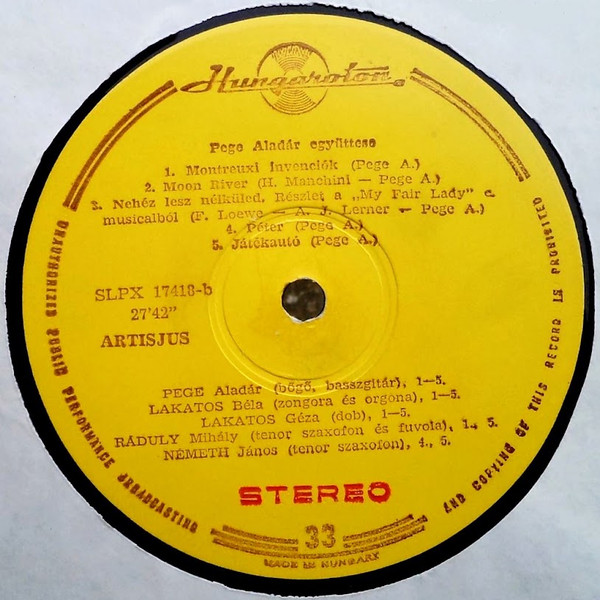 Hungaroton
Pege Aladár együttese
1. Montreuxi Invenciók (Pege A.)
2. Moon River (H. Manchini — Pege A.)
3. Nehéz lesz nélküled. Részlet a „My Fair Lady” c.
musicalból (F. Loewe — A. J. Lerner — Pege A.)
4. Péter (Pege A.)
5. Játékautó (Pege A.)
SLPX 17418-b
27'42”
ARTISJUS
PEGE Aladár (bőgő, basszgitár), 1—5.
LAKATOS Béla (zongora és orgona), 1—5.
LAKATOS Géza (dob), 1—5.
RÁDULY Mihály (tenor szaxofon és fuvola), 1., 5.
NÉMETH János (tenor szaxofon), 4., 5.
STEREO
33
MADE IN HUNGARY
UNAUTHORIZED PUBLIC PERFORMANCE BROADCASTING
AND COPYING OF THIS RECORD IS PROHIBITED